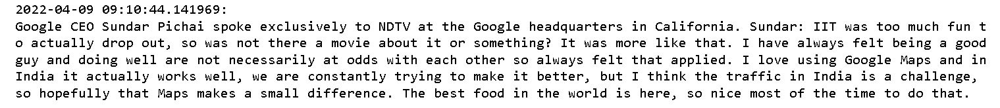 2022-04-09 09:10:44.141969:
Google CEO Sundar Pichai spoke exclusively to NDTV at the Google headquarters in California. Sundar: IIT was too much fun t
o actually drop out, so was not there a movie about it or something? It was more like that. I have always felt being a good
guy and doing well are not necessarily at odds with each other so always felt that applied. I love using Google Maps and in
India it actually works well, we are constantly trying to make it better, but I think the traffic in India is a challenge,
so hopefully that Maps makes a small difference. The best food in the world is here, so nice most of the time to do that.